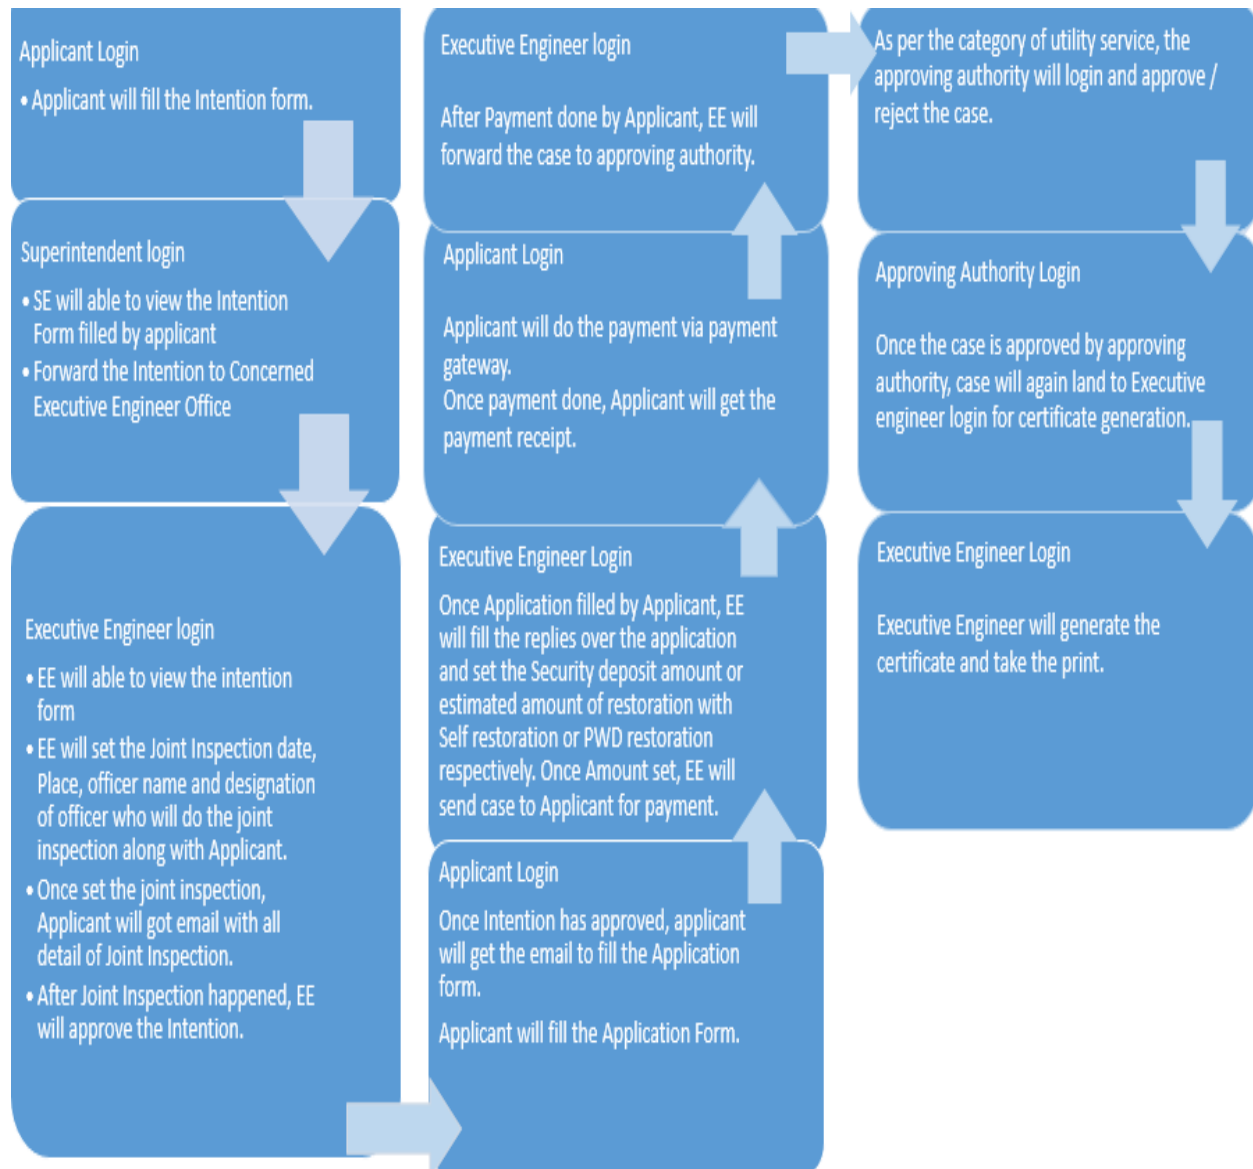 Applicant Login
• Applicant will fill the Intention form.
Superintendent login
• SE will able to view the Intention
Form filled by applicant
• Forward the Intention to Concerned
Executive Engineer Office
Executive Engineer login
• EE will able to view the intention
form
• EE will set the Joint Inspection date,
Place, officer name and designation
of officer who will do the joint
inspection along with Applicant.
• Once set the joint inspection,
Applicant will got email with all
detail of Joint Inspection.
• After Joint Inspection happened, EE
will approve the Intention.
Applicant Login
Once Intention has approved, applicant
will get the email to fill the Application
form.
Applicant will fill the Application Form.
Executive Engineer Login
Once Application filled by Applicant, EE
will fill the replies over the application
and set the Security deposit amount or
estimated amount of restoration with
Self restoration or PWD restoration
respectively. Once Amount set, EE will
send case to Applicant for payment.
Applicant Login
Applicant will do the payment via payment
gateway.
Once payment done, Applicant will get the
payment receipt.
Executive Engineer login
After Payment done by Applicant, EE will
forward the case to approving authority.
As per the category of utility service, the
approving authority will login and approve /
reject the case.
Approving Authority Login
Once the case is approved by approving
authority, case will again land to Executive
engineer login for certificate generation.
Executive Engineer Login
Executive Engineer will generate the
certificate and take the print.